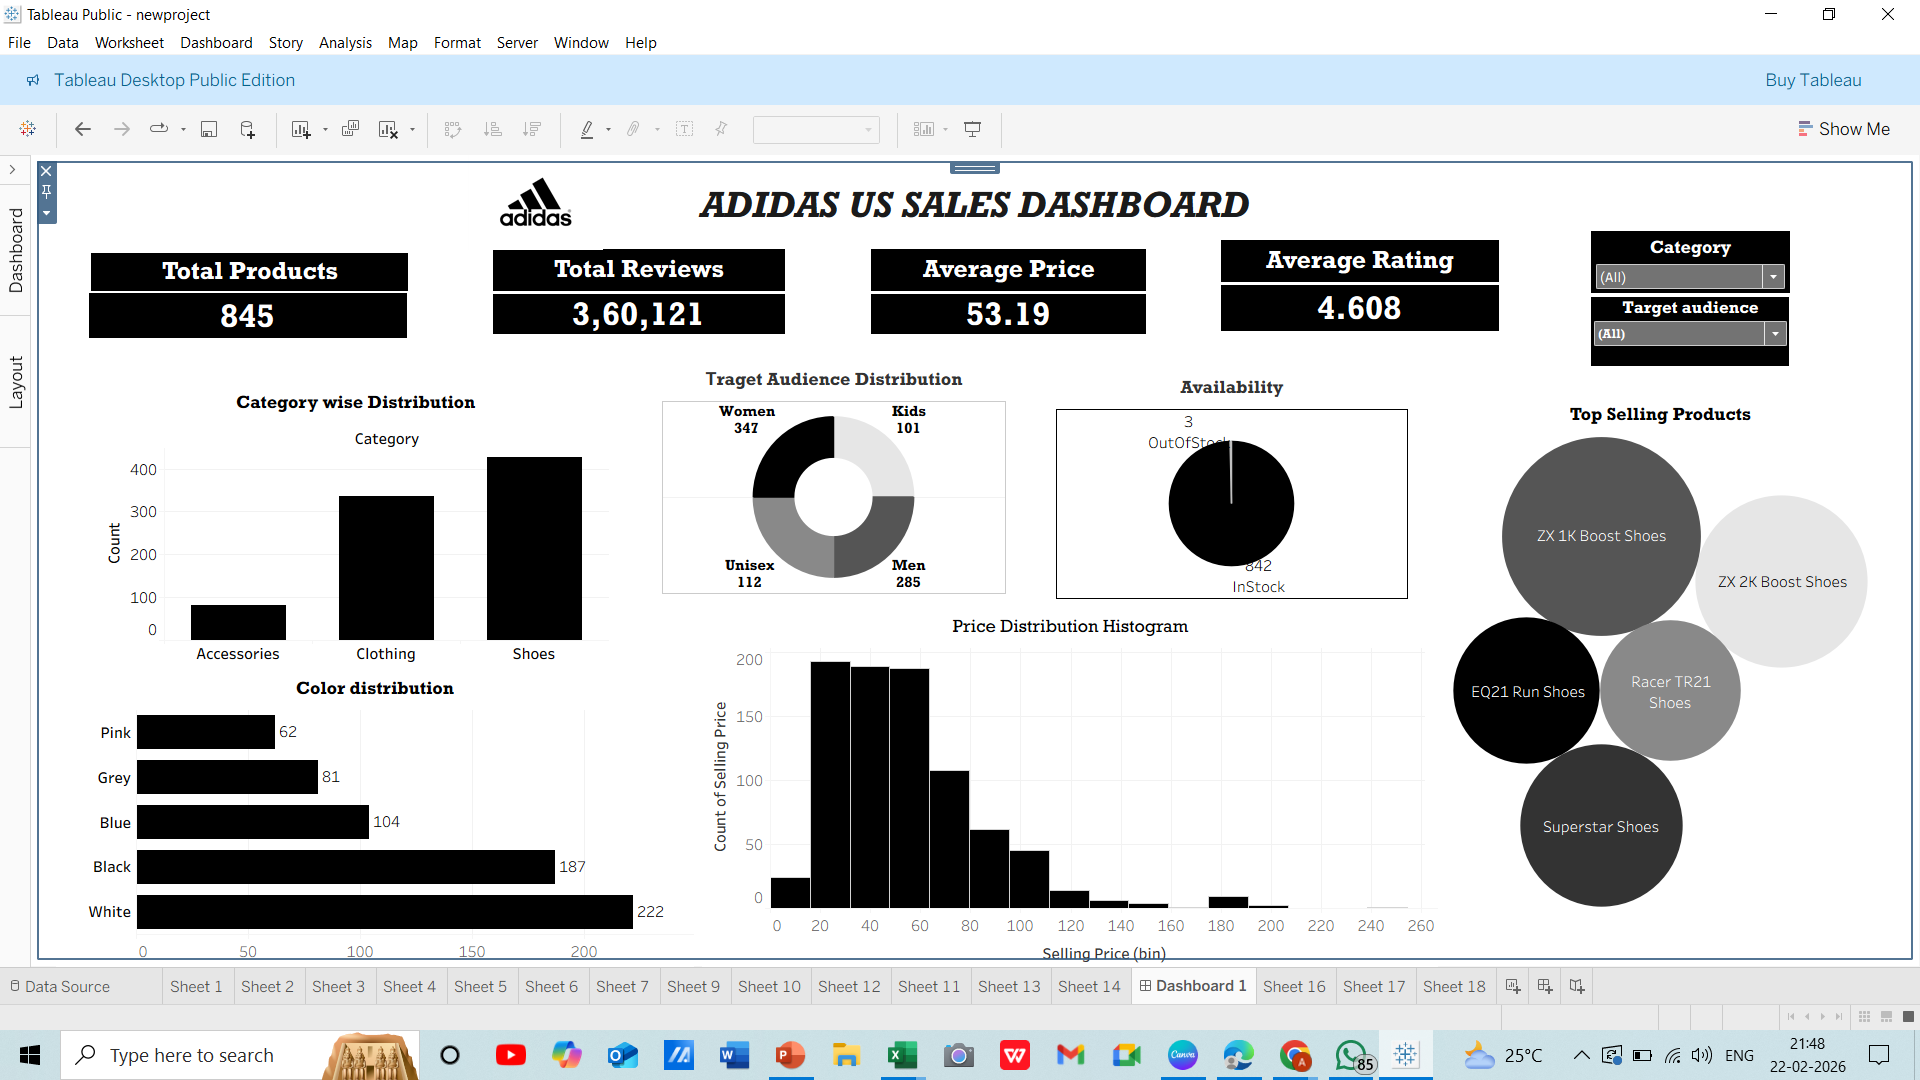 Tableau Public - newproject
File Data Worksheet Dashboard Story Analysis Map Format Server Window Help
Tableau Desktop Public Edition
Buy Tableau
Show Me
Dashboard
Layout
adidas
ADIDAS US SALES DASHBOARD
Total Products
845
Total Reviews
3,60,121
Average Price
53.19
Average Rating
4.608
Category
(All)
Target audience
(All)
Category wise Distribution
Category
Count
400
300
200
100
0
Accessories Clothing Shoes
Traget Audience Distribution
Women
347
Kids
101
Unisex
112
Men
285
Availability
3
OutOfStock
842
InStock
Top Selling Products
ZX 1K Boost Shoes
ZX 2K Boost Shoes
EQ21 Run Shoes
Racer TR21
Shoes
Superstar Shoes
Color distribution
Pink 62
Grey 81
Blue 104
Black 187
White 222
0 50 100 150 200
Price Distribution Histogram
Count of Selling Price
200
150
100
50
0
0 20 40 60 80 100 120 140 160 180 200 220 240 260
Selling Price (bin)
Data Source Sheet 1 Sheet 2 Sheet 3 Sheet 4 Sheet 5 Sheet 6 Sheet 7 Sheet 9 Sheet 10 Sheet 12 Sheet 11 Sheet 13 Sheet 14 Dashboard 1 Sheet 16 Sheet 17 Sheet 18
Type here to search
Canva
85
25°C
ENG
21:48
22-02-2026